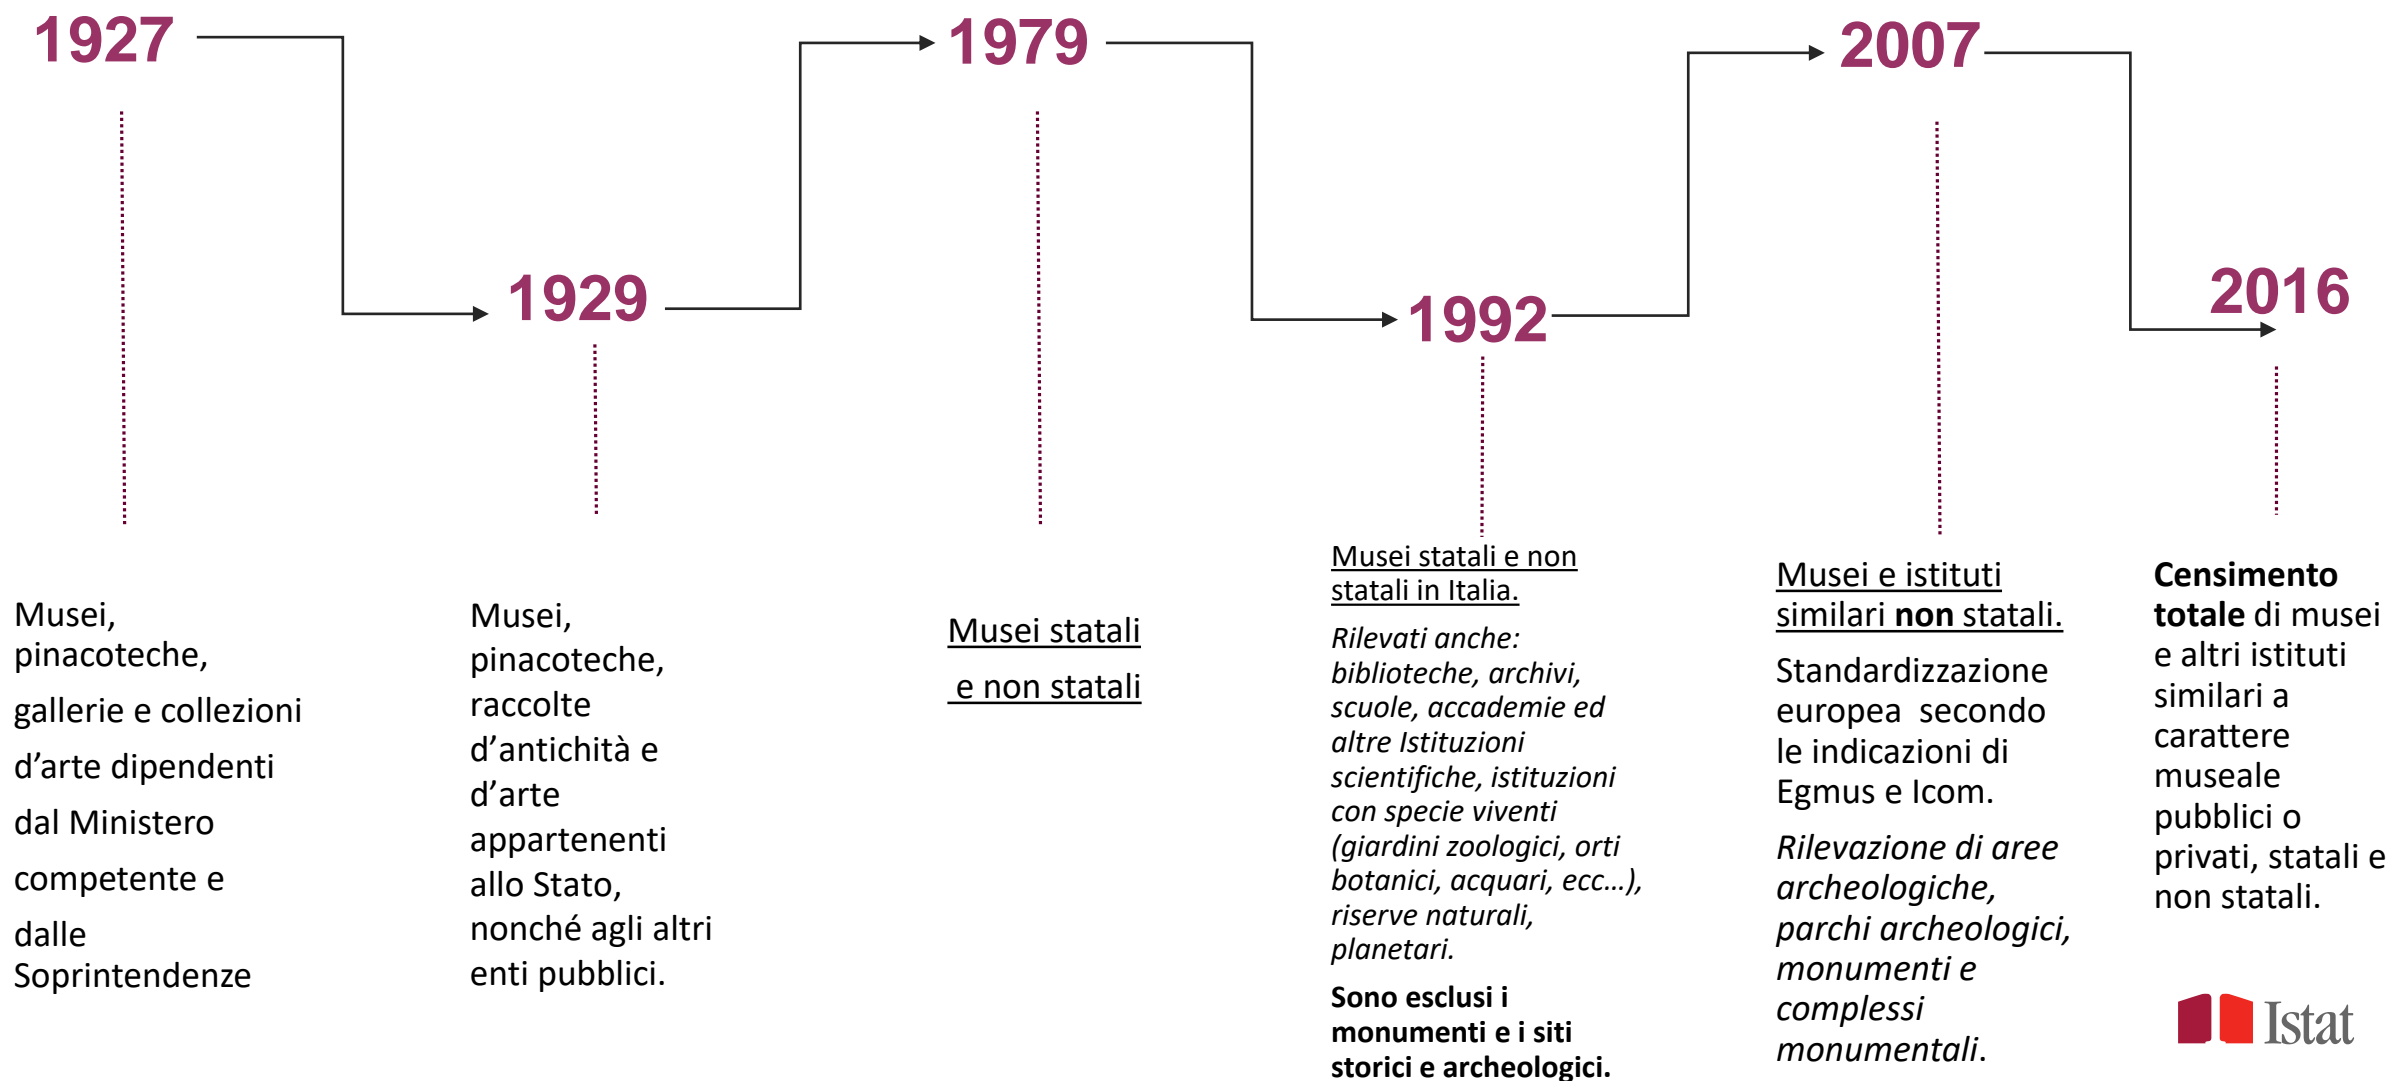 1927
Musei,
pinacoteche,
gallerie e collezioni
d’arte dipendenti
dal Ministero
competente e
dalle
Soprintendenze
1929
Musei,
pinacoteche,
raccolte
d’antichità e
d’arte
appartenenti
allo Stato,
nonché agli altri
enti pubblici.
1979
Musei statali
e non statali
1992
Musei statali e non
statali in Italia.
Rilevati anche:
biblioteche, archivi,
scuole, accademie ed
altre Istituzioni
scientifiche, istituzioni
con specie viventi
(giardini zoologici, orti
botanici, acquari, ecc…),
riserve naturali,
planetari.
Sono esclusi i
monumenti e i siti
storici e archeologici.
2007
Musei e istituti
similari non statali.
Standardizzazione
europea secondo
le indicazioni di
Egmus e Icom.
Rilevazione di aree
archeologiche,
parchi archeologici,
monumenti e
complessi
monumentali.
2016
Censimento
totale di musei
e altri istituti
similari a
carattere
museale
pubblici o
privati, statali e
non statali.
Istat